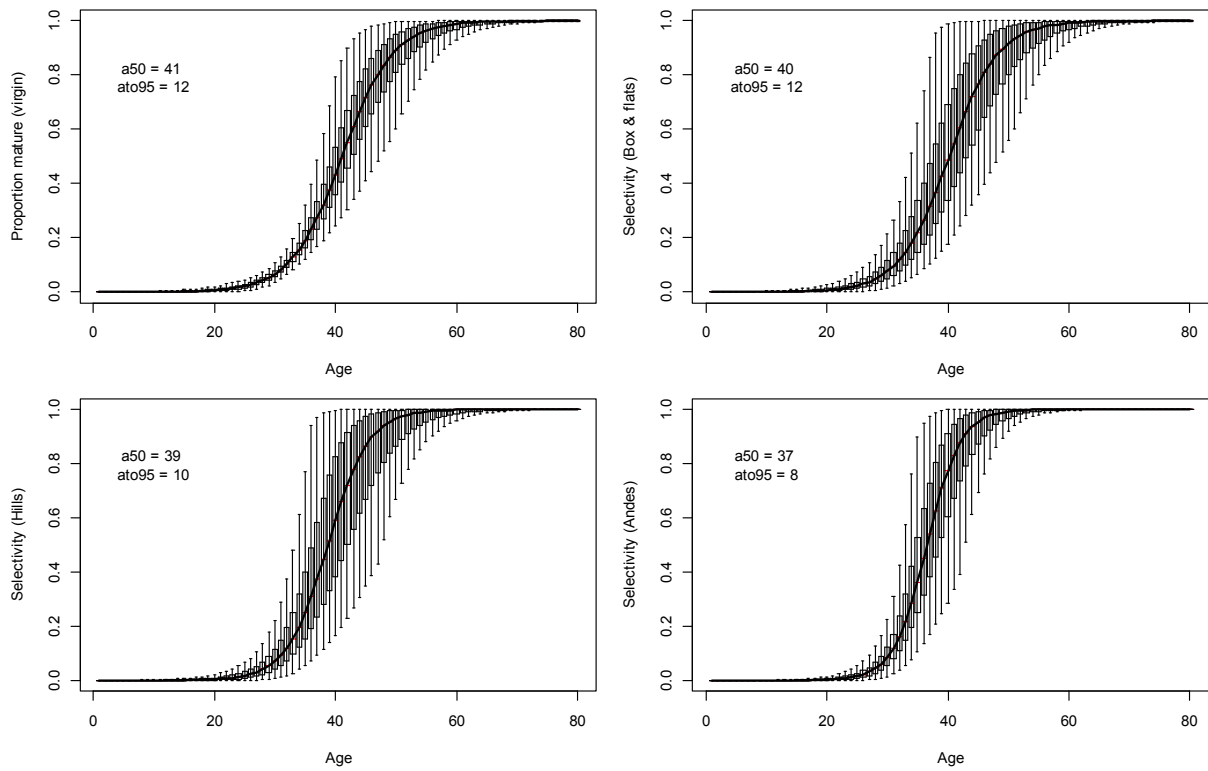 Proportion mature (virgin)
1.0
0.8
0.6
0.4
0.2
0.0
a50 = 41
ato95 = 12
0 20 40 60 80
Age
Selectivity (Box & flats)
1.0
0.8
0.6
0.4
0.2
0.0
a50 = 40
ato95 = 12
0 20 40 60 80
Age
Selectivity (Hills)
1.0
0.8
0.6
0.4
0.2
0.0
a50 = 39
ato95 = 10
0 20 40 60 80
Age
Selectivity (Andes)
1.0
0.8
0.6
0.4
0.2
0.0
a50 = 37
ato95 = 8
0 20 40 60 80
Age